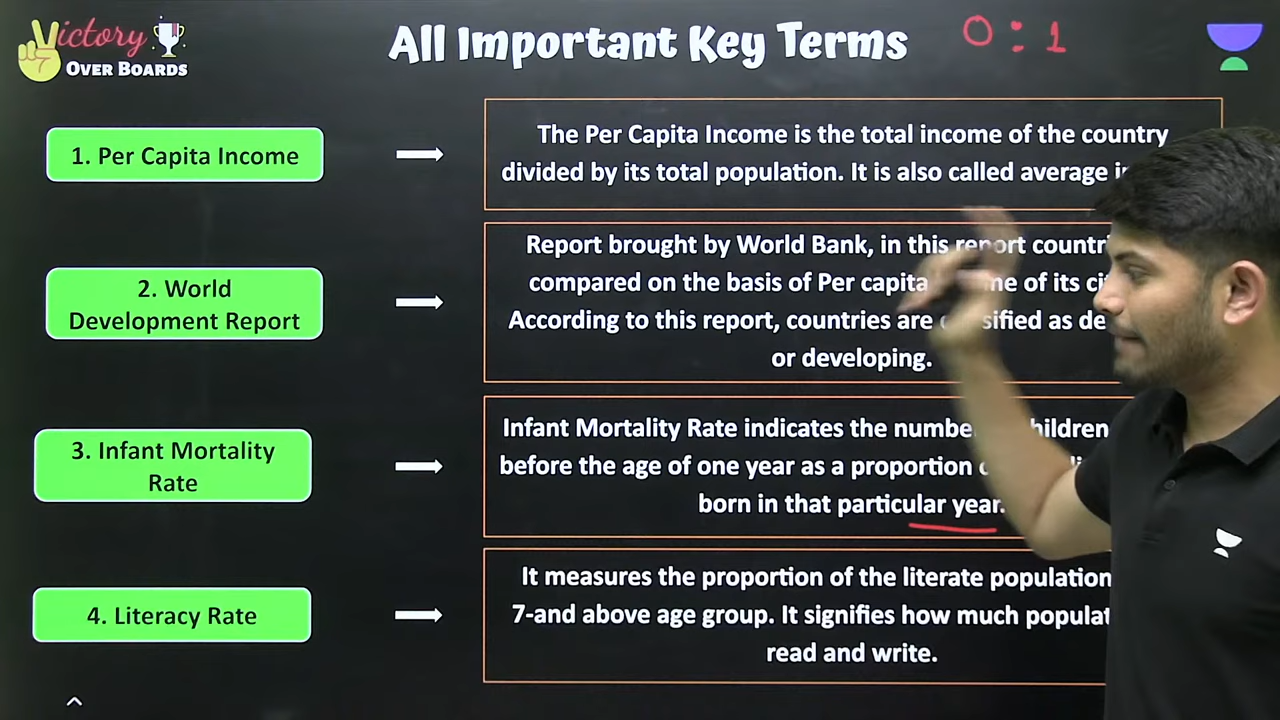 Victory
OVER BOARDS
All Important Key Terms
0 : 1
1. Per Capita Income
The Per Capita Income is the total income of the country
divided by its total population. It is also called average
2. World
Development Report
Report brought by World Bank, in this report
compared on the basis of Per capita of its
According to this report, countries are as
or developing.
3. Infant Mortality
Rate
Infant Mortality Rate indicates the
before the age of one year as a proportion
born in that particular year.
4. Literacy Rate
It measures the proportion of the literate population
7-and above age group. It signifies how much
read and write.